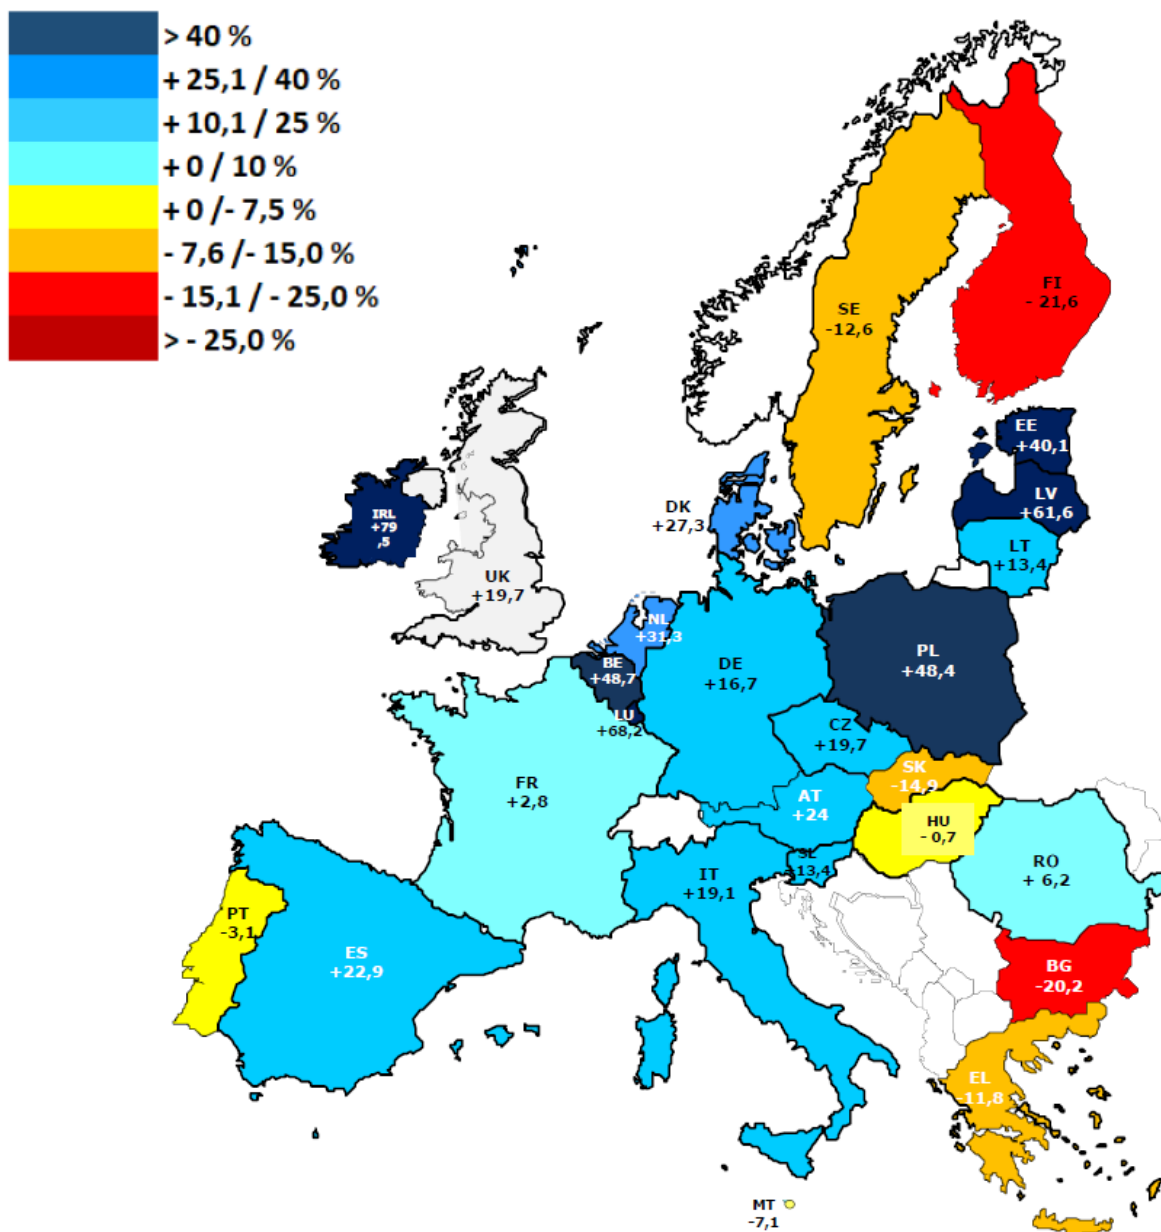 > 40 %
+ 25,1 / 40 %
+ 10,1 / 25 %
+ 0 / 10 %
+ 0 /- 7,5 %
- 7,6 /- 15,0 %
- 15,1 / - 25,0 %
> - 25,0 %
FI
- 21,6
SE
-12,6
EE
+40,1
LV
+61,6
LT
+13,4
DK
+27,3
IRL
+79
,5
UK
+19,7
NL
+31,3
BE
+48,7
LU
+68,2
DE
+16,7
PL
+48,4
CZ
+19,7
SK
-14,9
AT
+24
HU
- 0,7
FR
+2,8
SL
+13,4
IT
+19,1
RO
+ 6,2
PT
-3,1
ES
+22,9
BG
-20,2
EL
-11,8
MT
-7,1